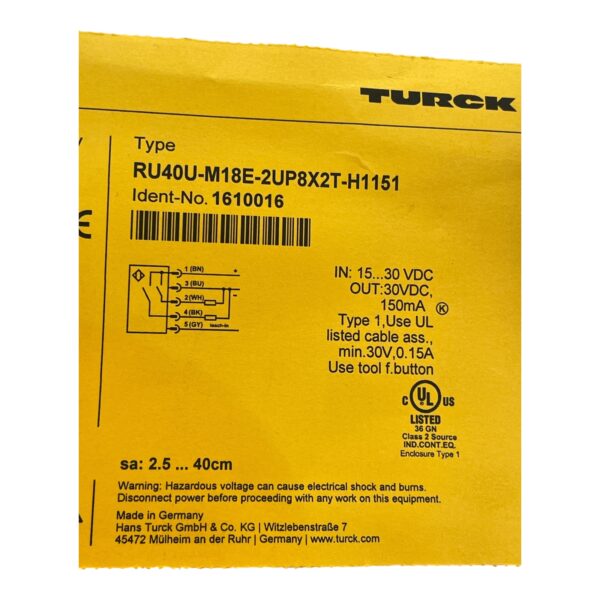 TURCK
Type
RU40U-M18E-2UP8X2T-H1151
Ident-No. 1610016
1 (BN) +
3 (BU)
2 (WH) –
4 (BK)
5 (GY) teach-in
IN: 15...30 VDC
OUT:30VDC,
150mA K
Type 1,Use UL
listed cable ass.,
min.30V,0.15A
Use tool f.button
C UL US
LISTED
36 GN
Class 2 Source
IND.CONT.EQ.
Enclosure Type 1
sa: 2.5 ... 40cm
Warning: Hazardous voltage can cause electrical shock and burns.
Disconnect power before proceeding with any work on this equipment.
Made in Germany
Hans Turck GmbH & Co. KG | Witzlebenstraße 7
45472 Mülheim an der Ruhr | Germany | www.turck.com